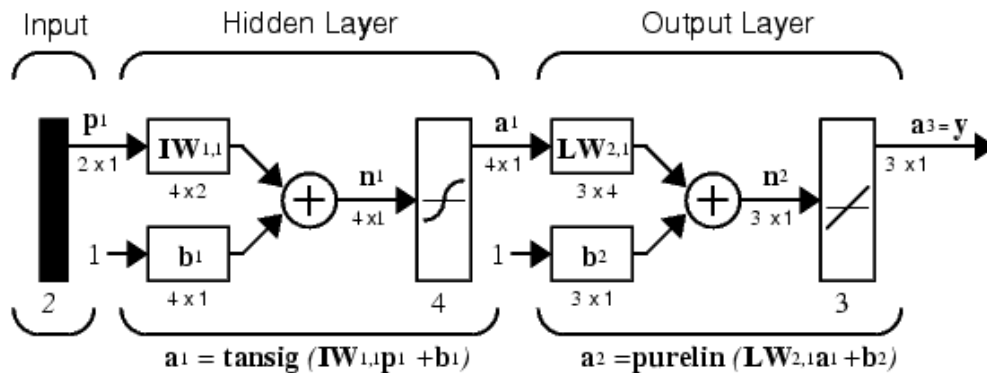 Input Hidden Layer Output Layer
p1 a1 a3 = y
2 x 1 IW1,1 4 x 1 LW2,1 3 x 1
4 x 2 n1 3 x 4 n2
4 x 1 3 x 1
1 b1 1 b2
2 4 x 1 4 3 x 1 3
a1 = tansig (IW1,1p1 +b1) a2 =purelin (LW2,1a1 +b2)